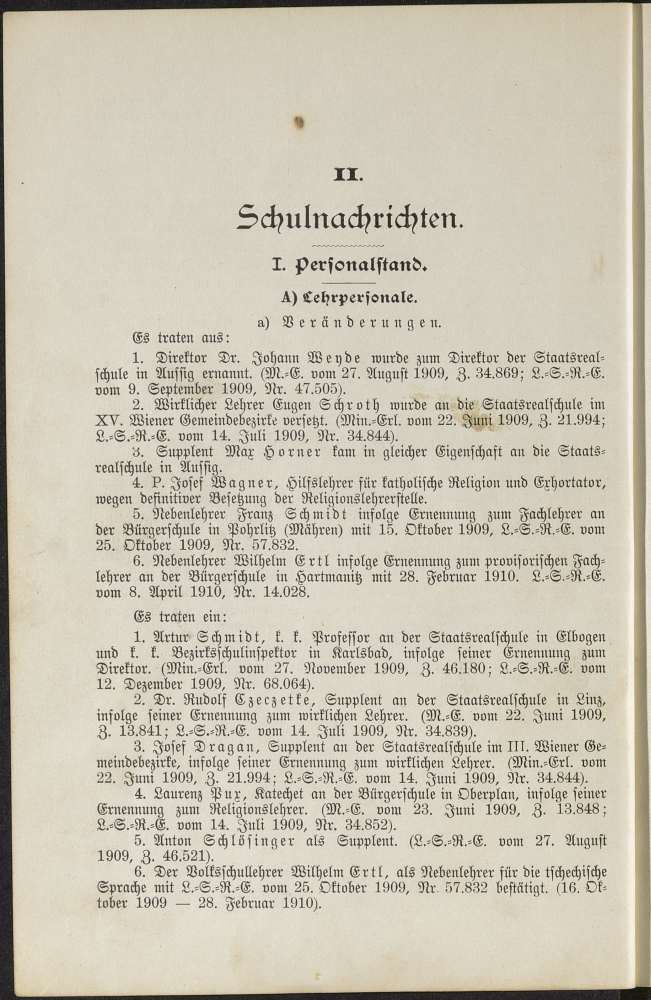 II.
Schulnachrichten.
I. Personalstand.
A) Lehrpersonale.
a) Veränderungen.
Es traten aus:
1. Direktor Dr. Johann Weyde wurde zum Direktor der Staatsreal-
schule in Aussig ernannt. (M.-E. vom 27. August 1909, Z. 34.869; L.-S.-R.-E.
vom 9. September 1909, Nr. 47.505).
2. Wirklicher Lehrer Eugen Schroth wurde an die Staatsrealschule im
XV. Wiener Gemeindebezirke versetzt. (Min.-Erl. vom 22. Juni 1909, Z. 21.994;
L.-S.-R.-E. vom 14. Juli 1909, Nr. 34.844).
3. Supplent Max Horner kam in gleicher Eigenschaft an die Staats-
realschule in Aussig.
4. P. Josef Wagner, Hilfslehrer für katholische Religion und Exhortator,
wegen definitiver Besetzung der Religionslehrerstelle.
5. Nebenlehrer Franz Schmidt infolge Ernennung zum Fachlehrer an
der Bürgerschule in Pohrlitz (Mähren) mit 15. Oktober 1909, L.-S.-R.-E. vom
25. Oktober 1909, Nr. 57.832.
6. Nebenlehrer Wilhelm Ertl infolge Ernennung zum provisorischen Fach-
lehrer an der Bürgerschule in Hartmanitz mit 28. Februar 1910. L.-S.-R.-E.
vom 8. April 1910, Nr. 14.028.
Es traten ein:
1. Artur Schmidt, k. k. Professor an der Staatsrealschule in Elbogen
und k. k. Bezirksschulinspektor in Karlsbad, infolge seiner Ernennung zum
Direktor. (Min.-Erl. vom 27. November 1909, Z. 46.180; L.-S.-R.-E. vom
12. Dezember 1909, Nr. 68.064).
2. Dr. Rudolf Czeczetke, Supplent an der Staatsrealschule in Linz,
infolge seiner Ernennung zum wirklichen Lehrer. (M.-E. vom 22. Juni 1909,
Z. 13.841; L.-S.-R.-E. vom 14. Juli 1909, Nr. 34.839).
3. Josef Dragan, Supplent an der Staatsrealschule im III. Wiener Ge-
meindebezirke, infolge seiner Ernennung zum wirklichen Lehrer. (Min.-Erl. vom
22. Juni 1909, Z. 21.994; L.-S.-R.-E. vom 14. Juni 1909, Nr. 34.844).
4. Laurenz Pux, Katechet an der Bürgerschule in Oberplan, infolge seiner
Ernennung zum Religionslehrer. (M.-E. vom 23. Juni 1909, Z. 13.848;
L.-S.-R.-E. vom 14. Juli 1909, Nr. 34.852).
5. Anton Schlösinger als Supplent. (L.-S.-R.-E. vom 27. August
1909, Z. 46.521).
6. Der Volksschullehrer Wilhelm Ertl, als Nebenlehrer für die tschechische
Sprache mit L.-S.-R.-E. vom 25. Oktober 1909, Nr. 57.832 bestätigt. (16. Ok-
tober 1909 — 28. Februar 1910).